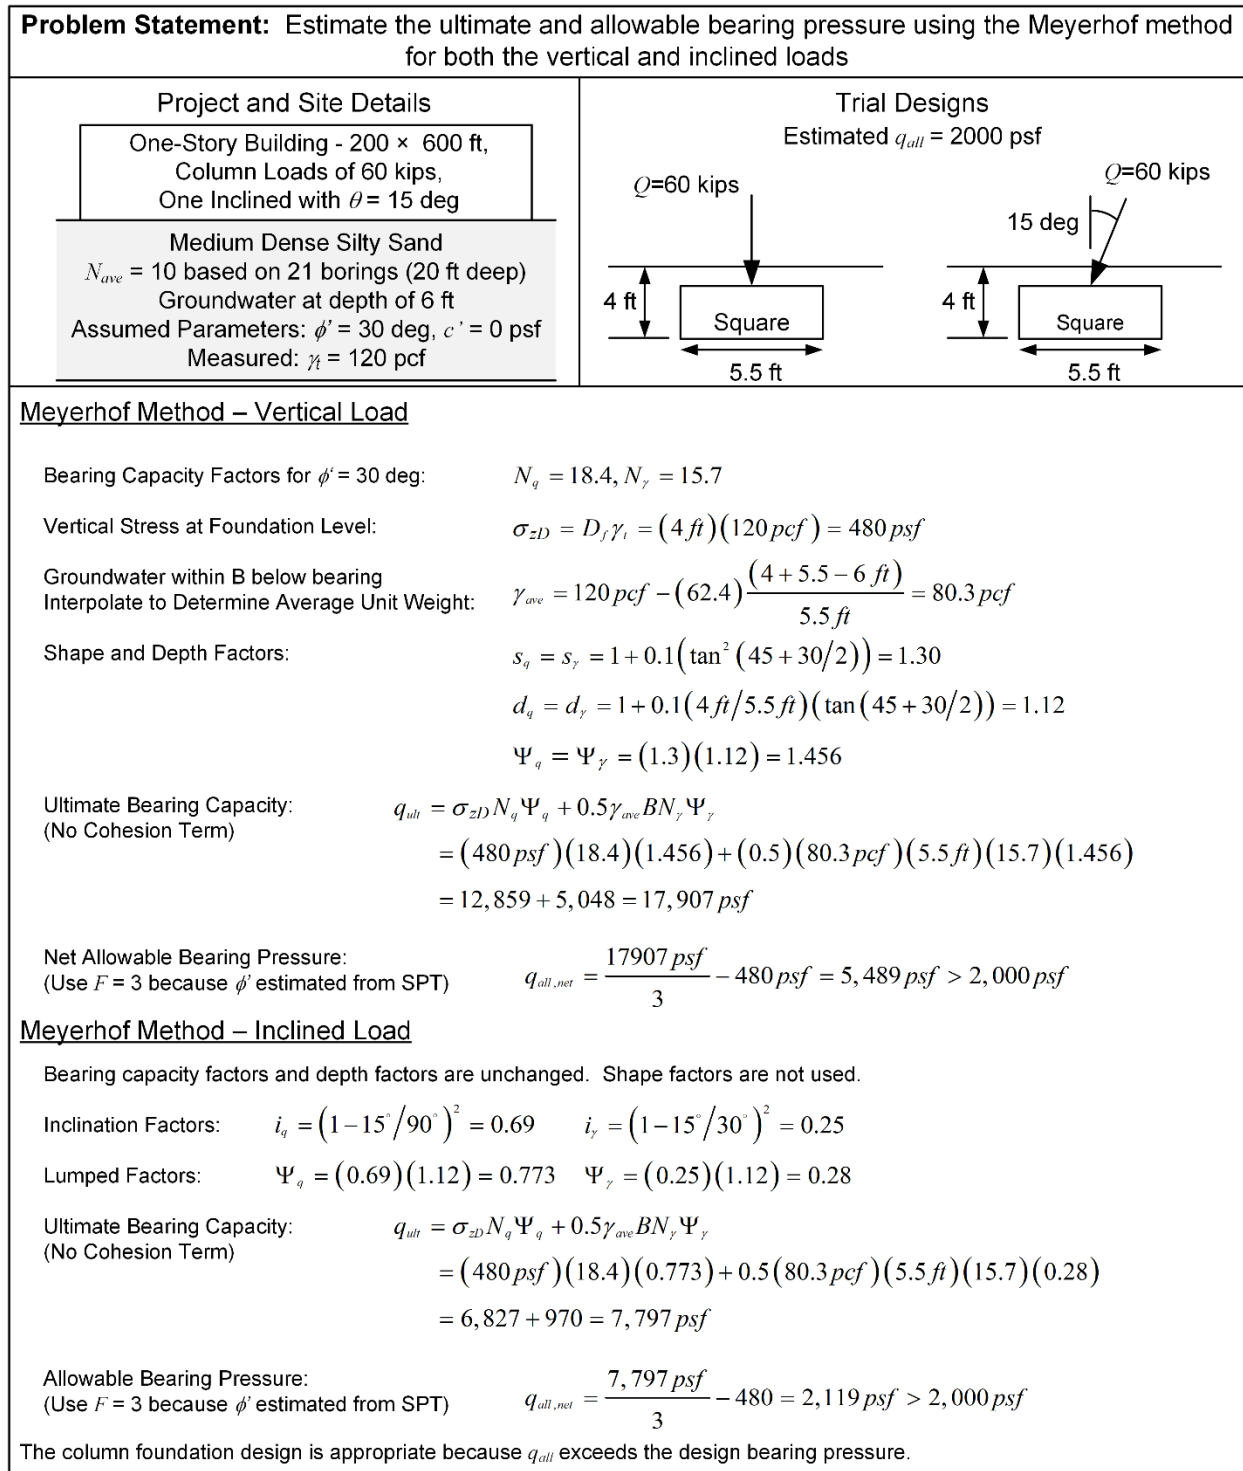 Problem Statement: Estimate the ultimate and allowable bearing pressure using the Meyerhof method
for both the vertical and inclined loads
Project and Site Details
One-Story Building - 200 × 600 ft,
Column Loads of 60 kips,
One Inclined with θ = 15 deg
Medium Dense Silty Sand
N_ave = 10 based on 21 borings (20 ft deep)
Groundwater at depth of 6 ft
Assumed Parameters: ϕ' = 30 deg, c' = 0 psf
Measured: γ_t = 120 pcf
Trial Designs
Estimated q_all = 2000 psf
Q=60 kips
4 ft
Square
5.5 ft
Q=60 kips
15 deg
4 ft
Square
5.5 ft
Meyerhof Method – Vertical Load
Bearing Capacity Factors for ϕ' = 30 deg: N_q = 18.4, N_γ = 15.7
Vertical Stress at Foundation Level: σ_zD = D_f γ_t = (4 ft)(120 pcf) = 480 psf
Groundwater within B below bearing
Interpolate to Determine Average Unit Weight: γ_ave = 120 pcf − (62.4) (4 + 5.5 − 6 ft)/5.5 ft = 80.3 pcf
Shape and Depth Factors: s_q = s_γ = 1 + 0.1(tan²(45 + 30/2)) = 1.30
d_q = d_γ = 1 + 0.1(4 ft/5.5 ft)(tan(45 + 30/2)) = 1.12
Ψ_q = Ψ_γ = (1.3)(1.12) = 1.456
Ultimate Bearing Capacity: q_ult = σ_zD N_q Ψ_q + 0.5γ_ave BN_γ Ψ_γ
(No Cohesion Term)
= (480 psf)(18.4)(1.456) + (0.5)(80.3 pcf)(5.5 ft)(15.7)(1.456)
= 12,859 + 5,048 = 17,907 psf
Net Allowable Bearing Pressure:
(Use F = 3 because ϕ' estimated from SPT) q_all,net = 17907 psf/3 − 480 psf = 5,489 psf > 2,000 psf
Meyerhof Method – Inclined Load
Bearing capacity factors and depth factors are unchanged. Shape factors are not used.
Inclination Factors: i_q = (1 − 15°/90°)² = 0.69 i_γ = (1 − 15°/30°)² = 0.25
Lumped Factors: Ψ_q = (0.69)(1.12) = 0.773 Ψ_γ = (0.25)(1.12) = 0.28
Ultimate Bearing Capacity: q_ult = σ_zD N_q Ψ_q + 0.5γ_ave BN_γ Ψ_γ
(No Cohesion Term)
= (480 psf)(18.4)(0.773) + 0.5(80.3 pcf)(5.5 ft)(15.7)(0.28)
= 6,827 + 970 = 7,797 psf
Allowable Bearing Pressure:
(Use F = 3 because ϕ' estimated from SPT) q_all,net = 7,797 psf/3 − 480 = 2,119 psf > 2,000 psf
The column foundation design is appropriate because q_all exceeds the design bearing pressure.